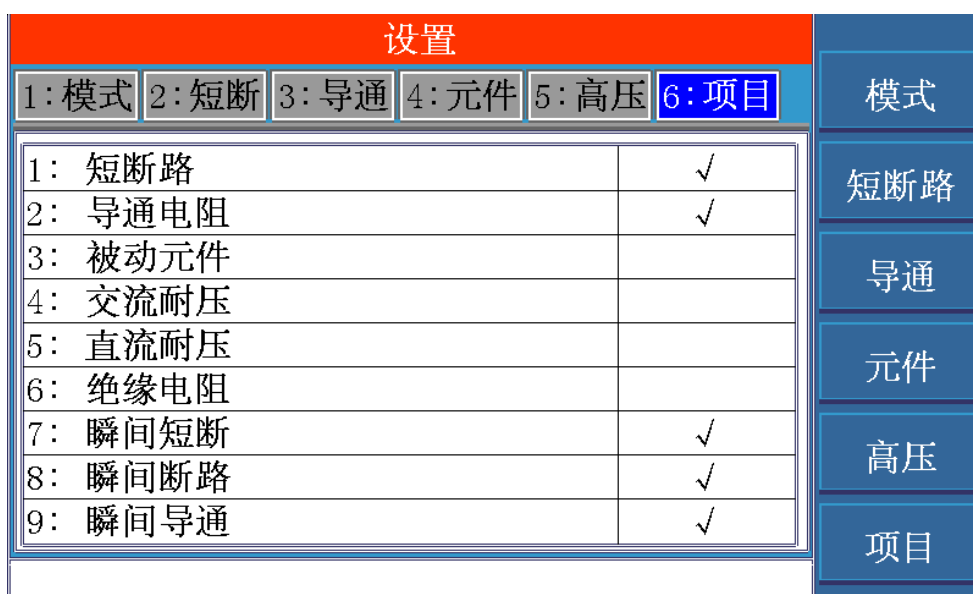 设置
1:模式 2:短断 3:导通 4:元件 5:高压 6:项目
1: 短断路 √
2: 导通电阻 √
3: 被动元件
4: 交流耐压
5: 直流耐压
6: 绝缘电阻
7: 瞬间短断 √
8: 瞬间断路 √
9: 瞬间导通 √
模式
短断路
导通
元件
高压
项目